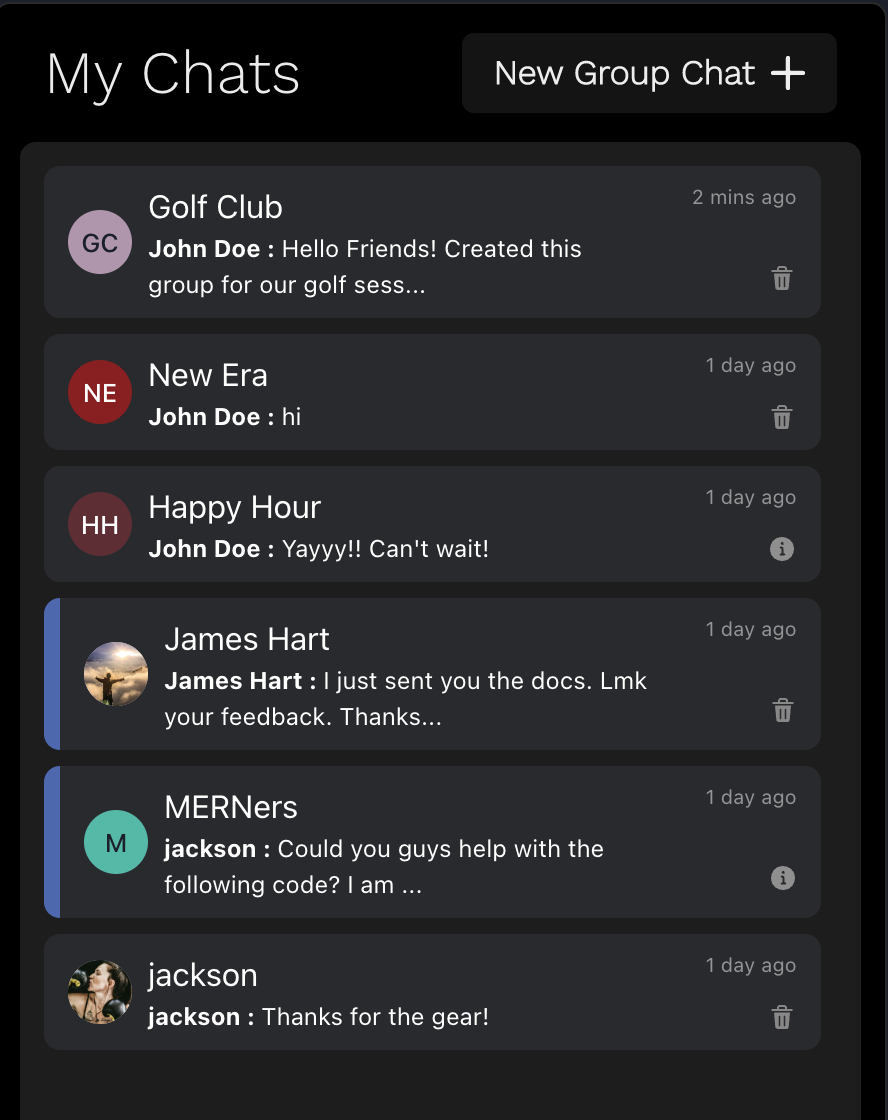 My Chats
New Group Chat +
GC
Golf Club
2 mins ago
John Doe : Hello Friends! Created this
group for our golf sess...
NE
New Era
1 day ago
John Doe : hi
HH
Happy Hour
1 day ago
John Doe : Yayyy!! Can't wait!
James Hart
1 day ago
James Hart : I just sent you the docs. Lmk
your feedback. Thanks...
M
MERNers
1 day ago
jackson : Could you guys help with the
following code? I am ...
jackson
1 day ago
jackson : Thanks for the gear!